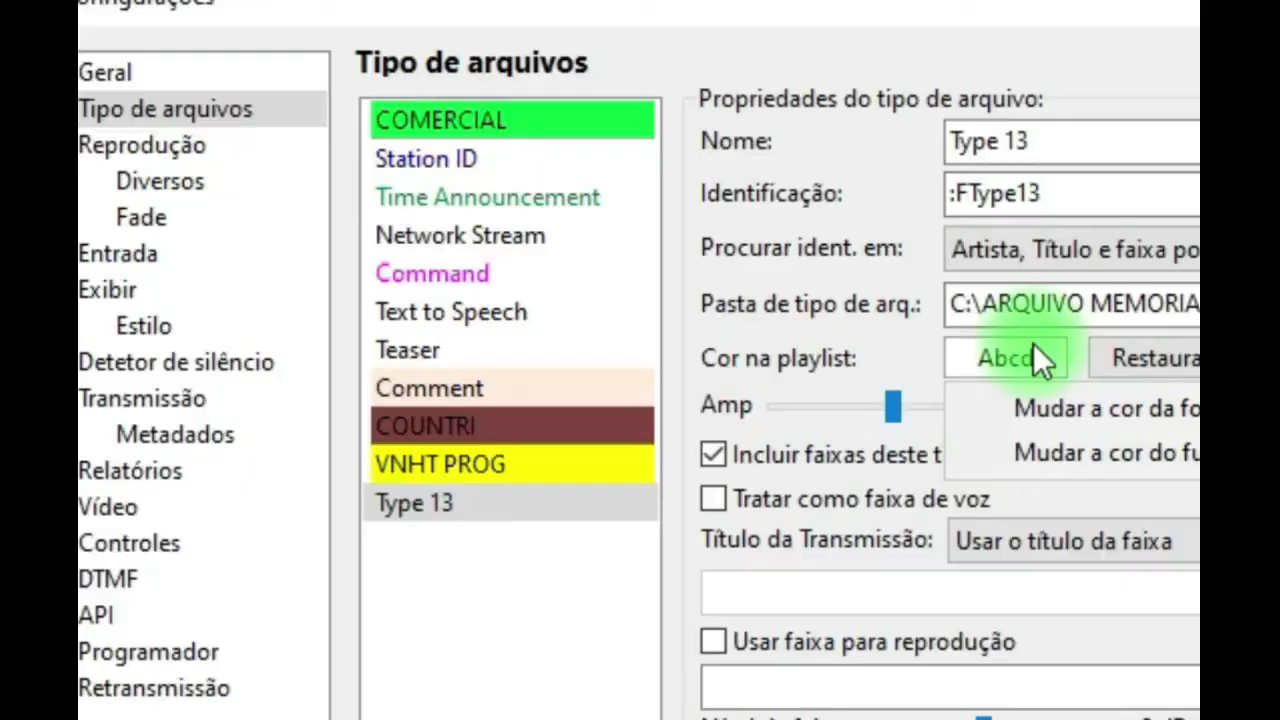 Geral
Tipo de arquivos
Reprodução
Diversos
Fade
Entrada
Exibir
Estilo
Detetor de silêncio
Transmissão
Metadados
Relatórios
Vídeo
Controles
DTMF
API
Programador
Retransmissão
Tipo de arquivos
COMERCIAL
Station ID
Time Announcement
Network Stream
Command
Text to Speech
Teaser
Comment
COUNTRI
VNHT PROG
Type 13
Propriedades do tipo de arquivo:
Nome: Type 13
Identificação: :FType13
Procurar ident. em: Artista, Título e faixa po
Pasta de tipo de arq.: C:\ARQUIVO MEMORIA
Cor na playlist: Abcd Restaura
Mudar a cor da fo
Mudar a cor do fu
Amp
Incluir faixas deste t
Tratar como faixa de voz
Título da Transmissão: Usar o título da faixa
Usar faixa para reprodução